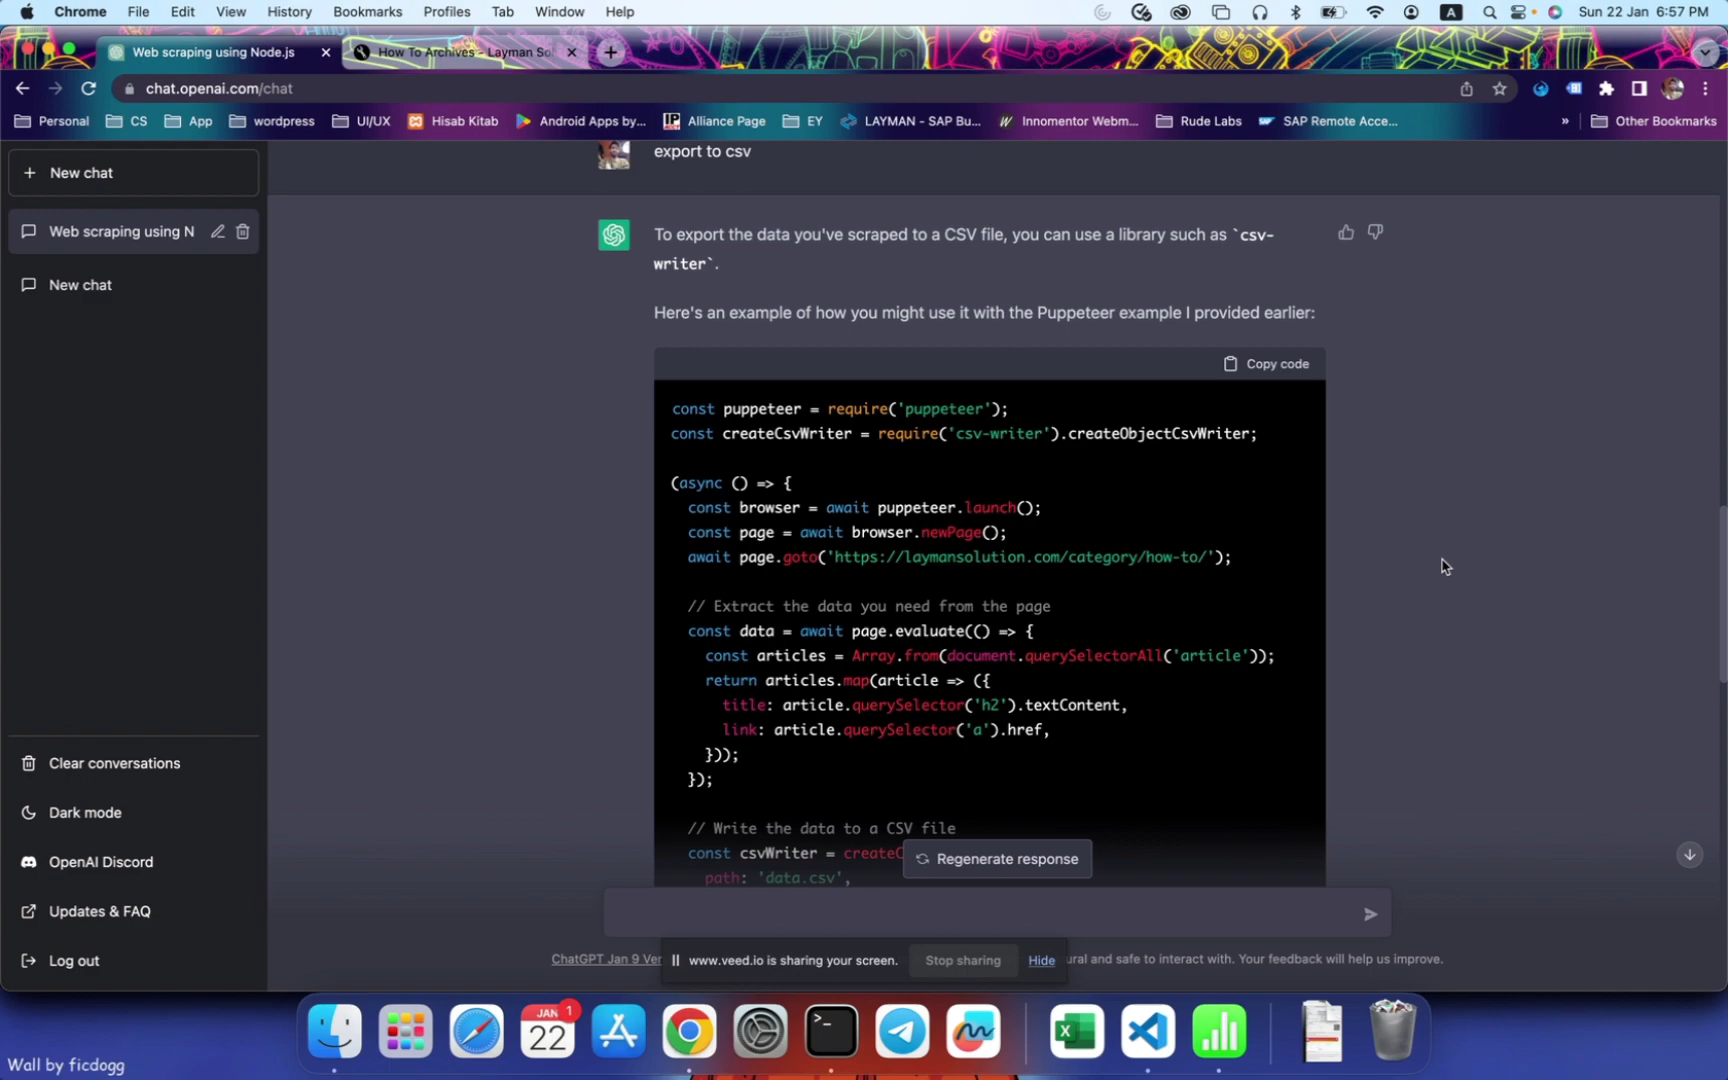 Chrome File Edit View History Bookmarks Profiles Tab Window Help A Sun 22 Jan 6:57 PM
Web scraping using Node.js How To Archives - Layman Sol
chat.openai.com/chat
Personal CS App wordpress UI/UX Hisab Kitab Android Apps by... Alliance Page EY LAYMAN - SAP Bu... Innomentor Webm... Rude Labs SAP Remote Acce... » Other Bookmarks
+ New chat
Web scraping using N
New chat
Clear conversations
Dark mode
OpenAI Discord
Updates & FAQ
Log out
export to csv
To export the data you've scraped to a CSV file, you can use a library such as `csv-
writer`.
Here's an example of how you might use it with the Puppeteer example I provided earlier:
Copy code
const puppeteer = require('puppeteer');
const createCsvWriter = require('csv-writer').createObjectCsvWriter;
(async () => {
const browser = await puppeteer.launch();
const page = await browser.newPage();
await page.goto('https://laymansolution.com/category/how-to/');
// Extract the data you need from the page
const data = await page.evaluate(() => {
const articles = Array.from(document.querySelectorAll('article'));
return articles.map(article => ({
title: article.querySelector('h2').textContent,
link: article.querySelector('a').href,
}));
});
// Write the data to a CSV file
const csvWriter = createC
path: 'data.csv',
Regenerate response
ChatGPT Jan 9 Ver
www.veed.io is sharing your screen. Stop sharing Hide
ural and safe to interact with. Your feedback will help us improve.
JAN 1
22
Wall by ficdogg